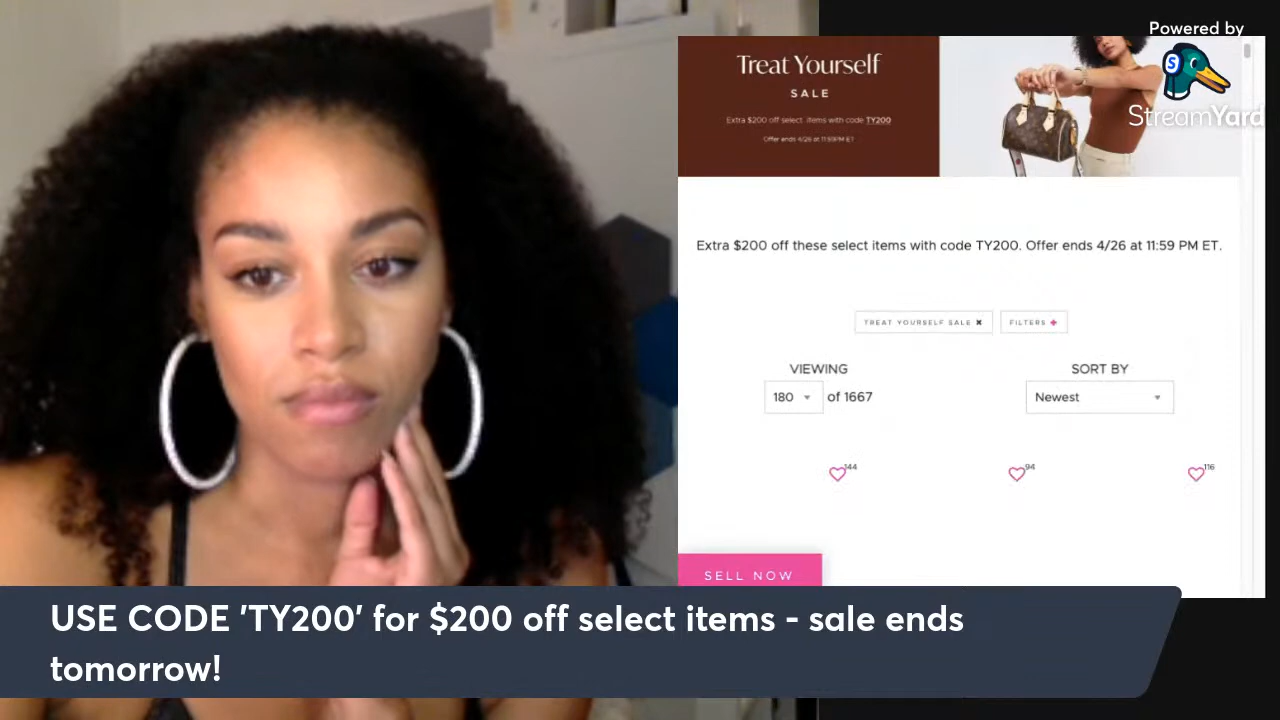 Powered by
StreamYard
Treat Yourself
SALE
Extra $200 off select items with code TY200
Offer ends 4/26 at 11:59PM ET
Extra $200 off these select items with code TY200. Offer ends 4/26 at 11:59 PM ET.
TREAT YOURSELF SALE ✖ FILTERS ✚
VIEWING SORT BY
180 of 1667 Newest
144 94 116
SELL NOW
USE CODE 'TY200' for $200 off select items - sale ends
tomorrow!